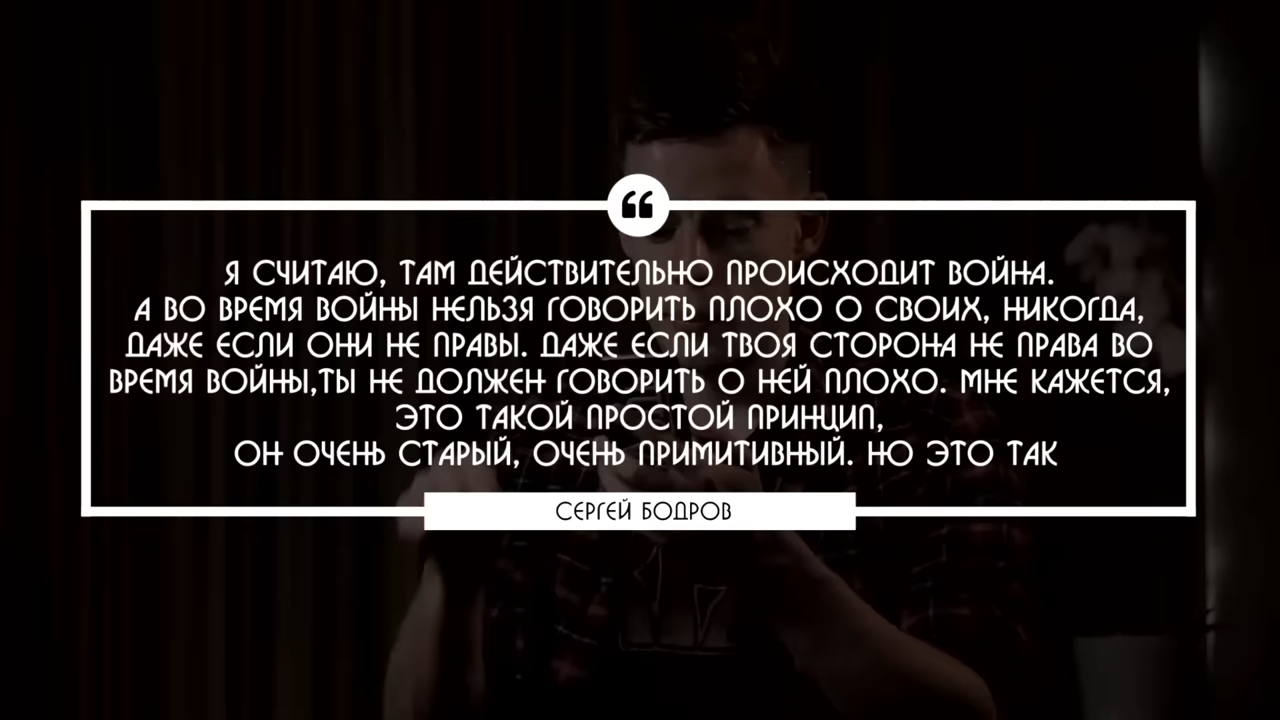 “
Я СЧИТАЮ, ТАМ ДЕЙСТВИТЕЛЬНО ПРОИСХОДИТ ВОЙНА.
А ВО ВРЕМЯ ВОЙНЫ НЕЛЬЗЯ ГОВОРИТЬ ПЛОХО О СВОИХ, НИКОГДА,
ДАЖЕ ЕСЛИ ОНИ НЕ ПРАВЫ. ДАЖЕ ЕСЛИ ТВОЯ СТОРОНА НЕ ПРАВА ВО
ВРЕМЯ ВОЙНЫ,ТЫ НЕ ДОЛЖЕН ГОВОРИТЬ О НЕЙ ПЛОХО. МНЕ КАЖЕТСЯ,
ЭТО ТАКОЙ ПРОСТОЙ ПРИНЦИП,
ОН ОЧЕНЬ СТАРЫЙ, ОЧЕНЬ ПРИМИТИВНЫЙ. НО ЭТО ТАК
СЕРГЕЙ БОДРОВ